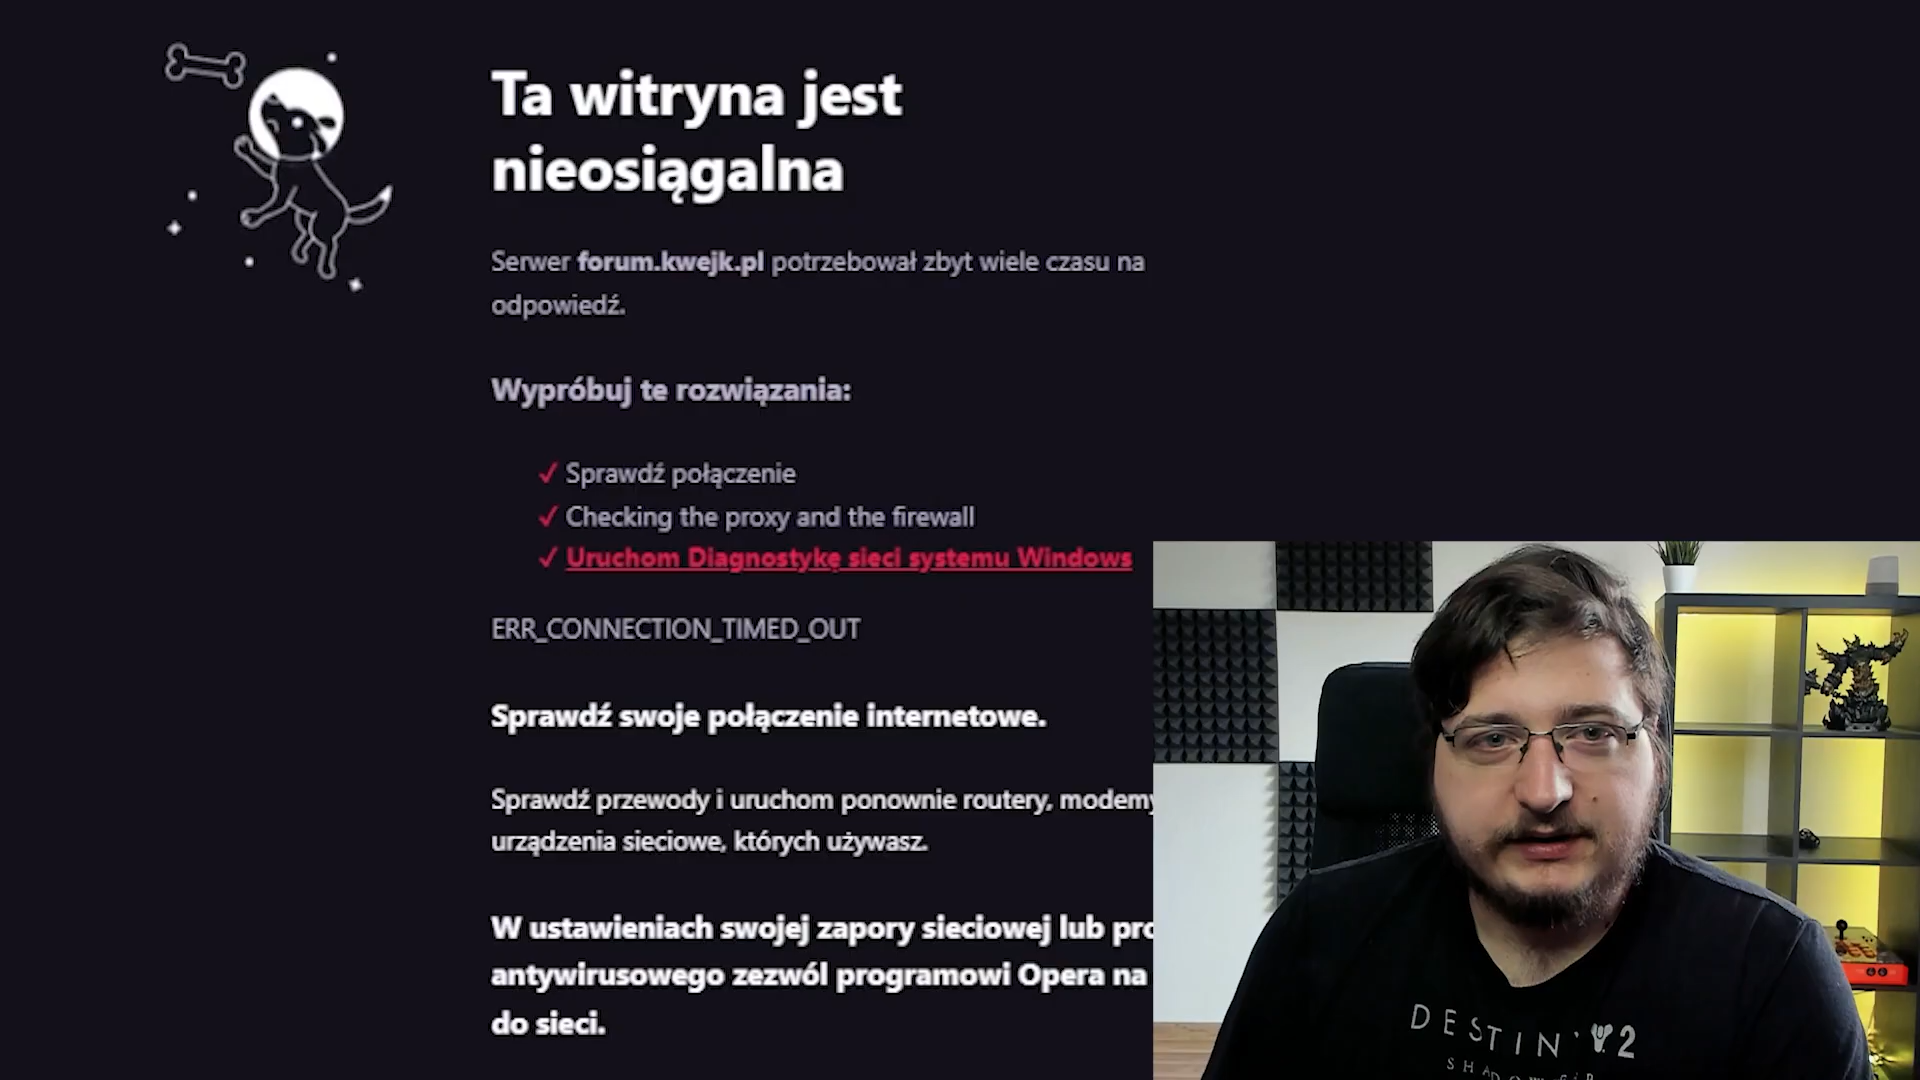 Ta witryna jest
nieosiągalna
Serwer forum.kwejk.pl potrzebował zbyt wiele czasu na
odpowiedź.
Wypróbuj te rozwiązania:
✓ Sprawdź połączenie
✓ Checking the proxy and the firewall
✓ Uruchom Diagnostykę sieci systemu Windows
ERR_CONNECTION_TIMED_OUT
Sprawdź swoje połączenie internetowe.
Sprawdź przewody i uruchom ponownie routery, modemy
urządzenia sieciowe, których używasz.
W ustawieniach swojej zapory sieciowej lub pro
antywirusowego zezwól programowi Opera na
do sieci.
DESTIN 2